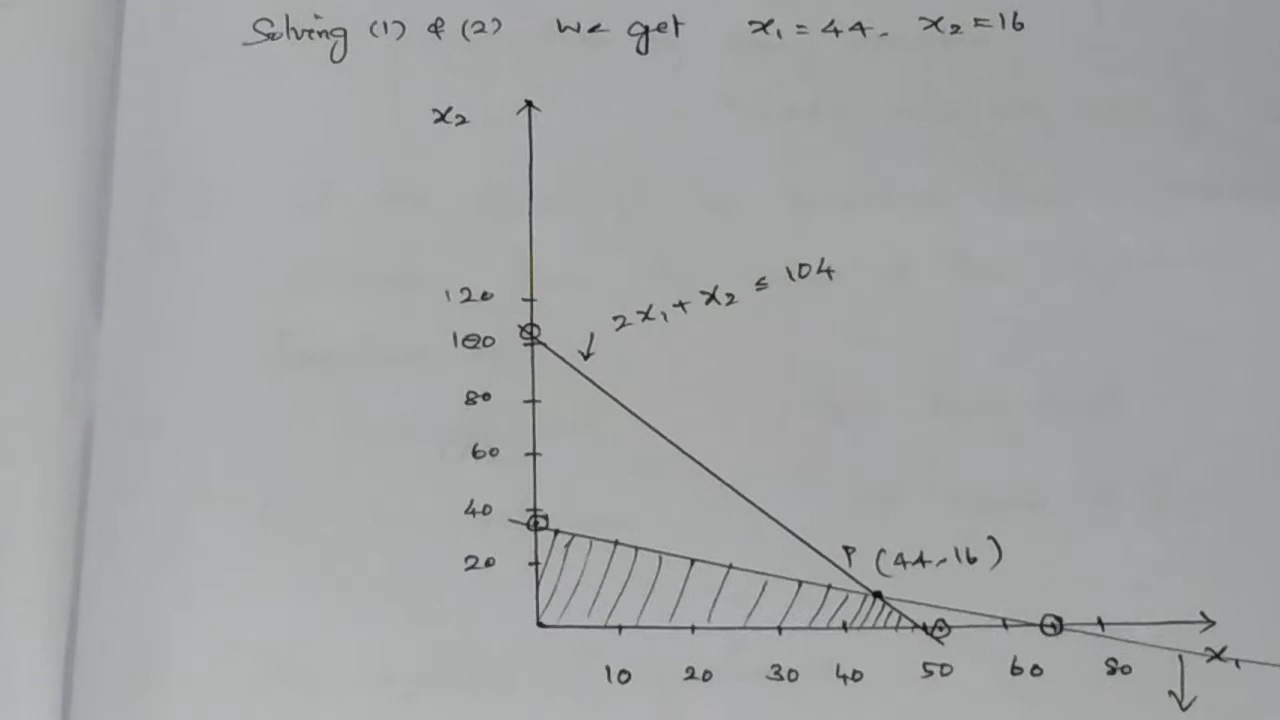 Solving (1) & (2) we get x₁ = 44, x₂ = 16
x₂
120
2x₁ + x₂ ≤ 104
100
80
60
40
P (44, 16)
20
x₁
10 20 30 40 50 60 80